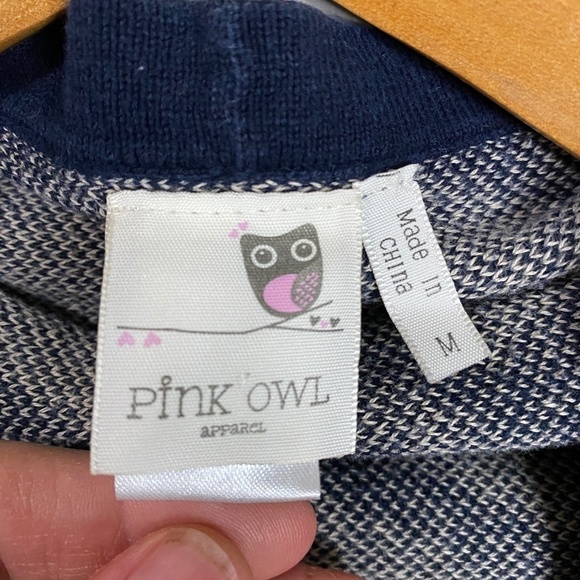 Pink OWL
APPAREL
Made in
China
M